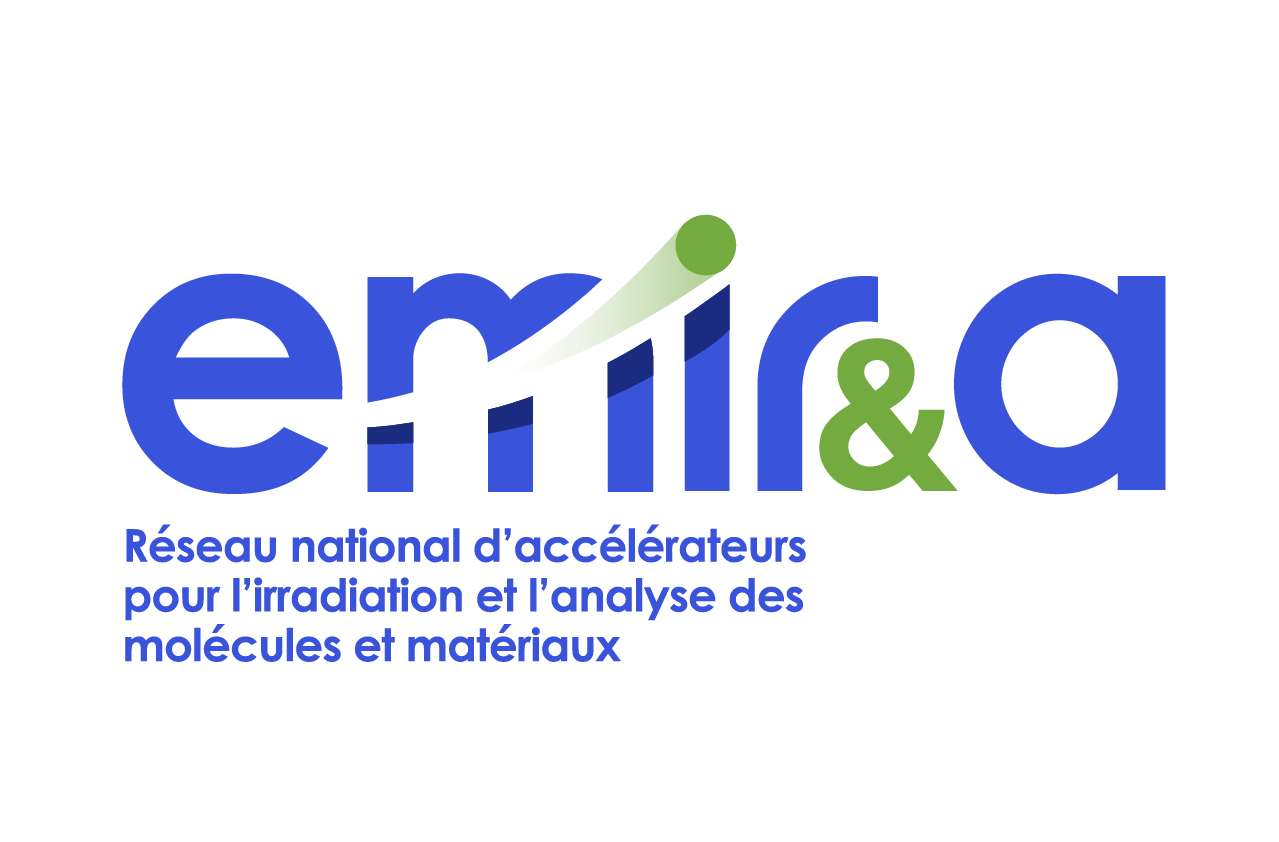 emir&a
Réseau national d’accélérateurs
pour l’irradiation et l’analyse des
molécules et matériaux